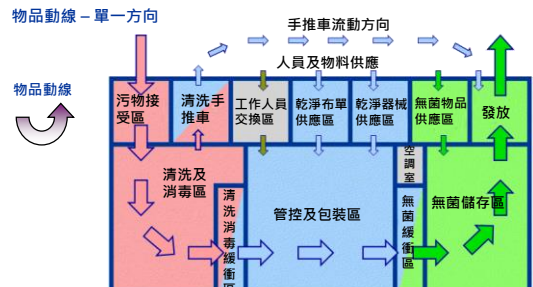 物品動線 – 單一方向
手推車流動方向
人員及物料供應
物品動線
污物接
受區
清洗手
推車
工作人員
交換區
乾淨布單
供應區
乾淨器械
供應區
無菌物品
供應區
發放
清洗及
消毒區
清洗消毒緩衝區
管控及包裝區
空調室
無菌緩衝區
無菌儲存區